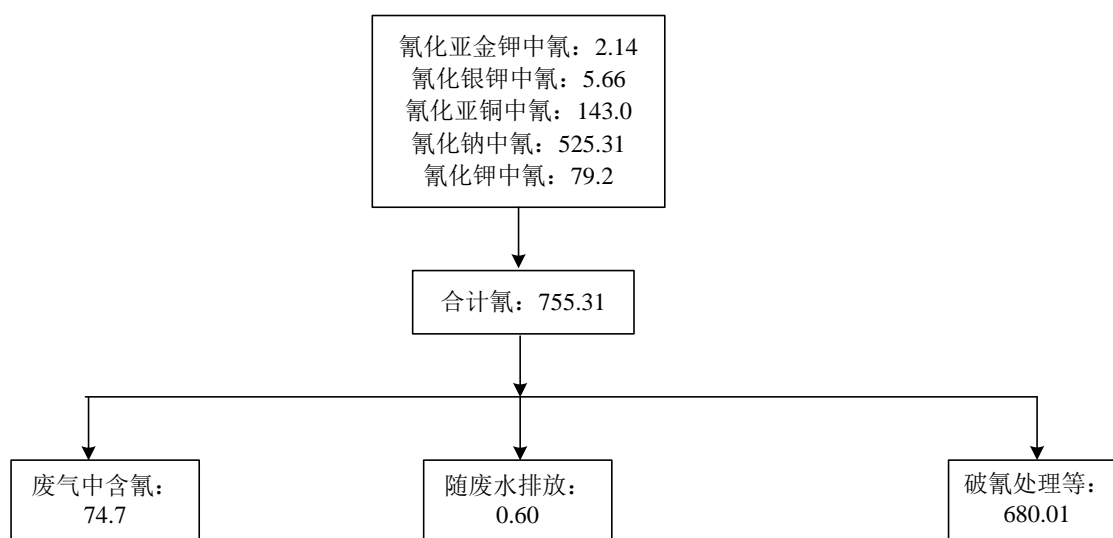 氰化亚金钾中氰：2.14
氰化银钾中氰：5.66
氰化亚铜中氰：143.0
氰化钠中氰：525.31
氰化钾中氰：79.2
合计氰：755.31
废气中含氰：
74.7
随废水排放：
0.60
破氰处理等：
680.01